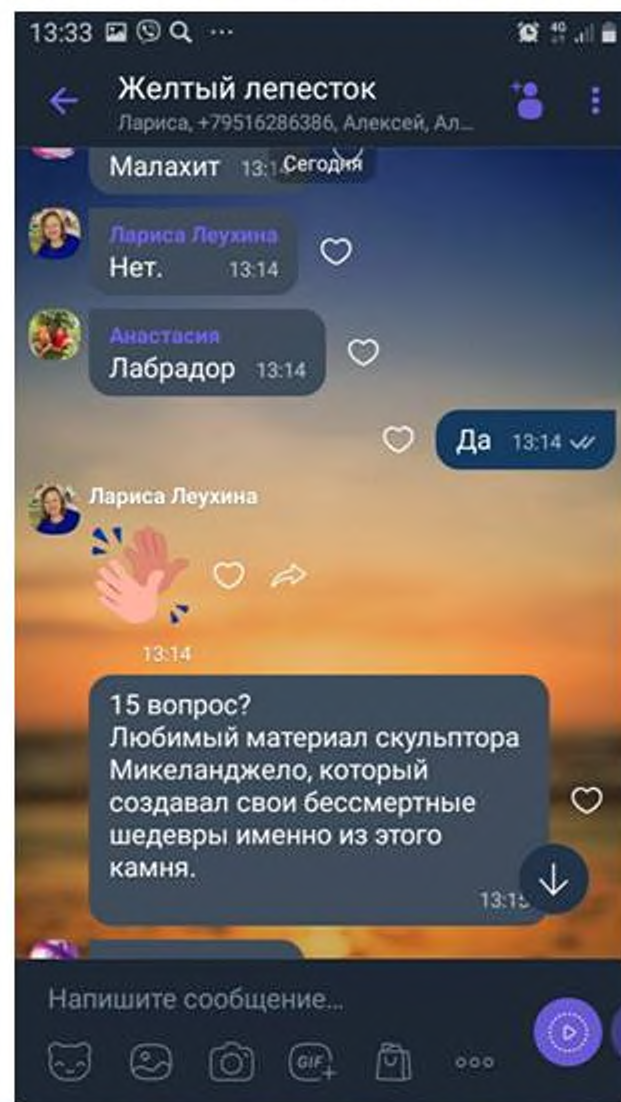 13:33
4G
Желтый лепесток
Лариса, +79516286386, Алексей, Ал...
Малахит
Сегодня
Лариса Леухина
Нет. 13:14
Анастасия
Лабрадор 13:14
Да 13:14
Лариса Леухина
13:14
15 вопрос?
Любимый материал скульптора
Микеланджело, который
создавал свои бессмертные
шедевры именно из этого
камня.
Напишите сообщение...
GIF